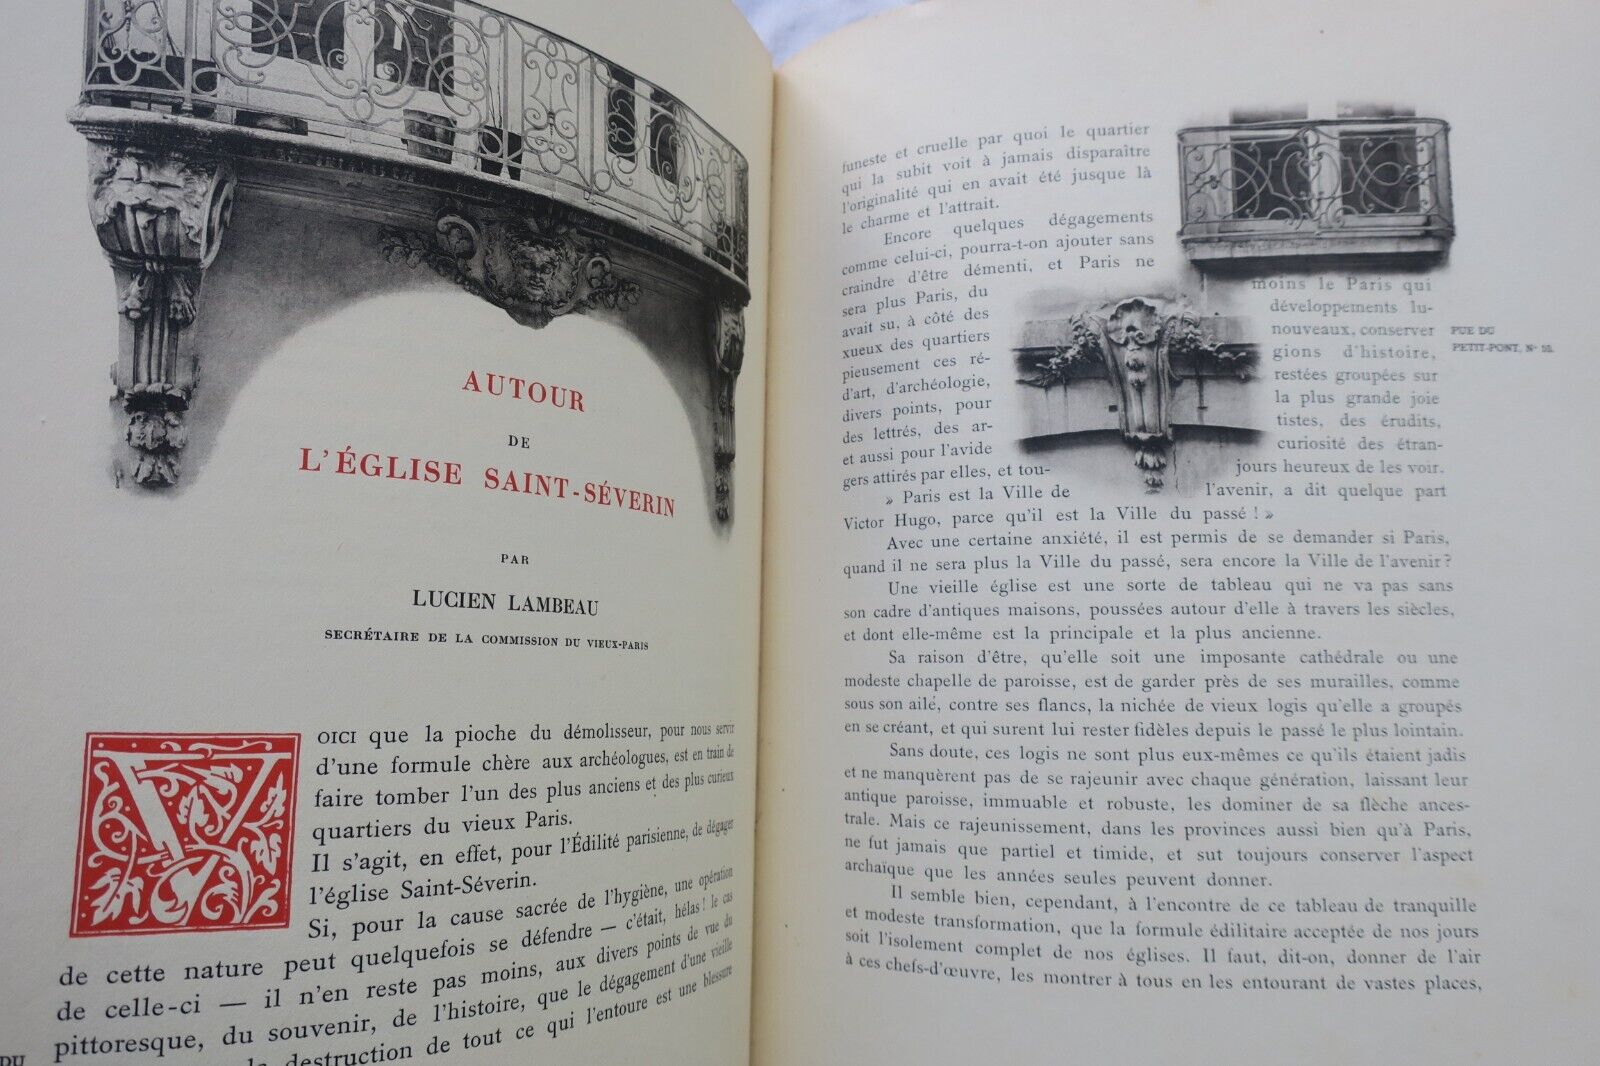 AUTOUR
DE
L'ÉGLISE SAINT-SÉVERIN
PAR
LUCIEN LAMBEAU
SECRÉTAIRE DE LA COMMISSION DU VIEUX-PARIS
VOICI que la pioche du démolisseur, pour nous servir
d'une formule chère aux archéologues, est en train de
faire tomber l'un des plus anciens et des plus curieux
quartiers du vieux Paris.
Il s'agit, en effet, pour l'Édilité parisienne, de dégager
l'église Saint-Séverin.
Si, pour la cause sacrée de l'hygiène, une opération
de cette nature peut quelquefois se défendre — c'était, hélas! le cas
de celle-ci — il n'en reste pas moins, aux divers points de vue du
pittoresque, du souvenir, de l'histoire, que le dégagement d'une vieille
la destruction de tout ce qui l'entoure est une blessure
DU
funeste et cruelle par quoi le quartier
qui la subit voit à jamais disparaître
l'originalité qui en avait été jusque là
le charme et l'attrait.
Encore quelques dégagements
comme celui-ci, pourra-t-on ajouter sans
craindre d'être démenti, et Paris ne
sera plus Paris, du moins le Paris qui
avait su, à côté des développements lu-
xueux des quartiers nouveaux, conserver
pieusement ces ré- gions d'histoire,
d'art, d'archéologie, restées groupées sur
divers points, pour la plus grande joie
des lettrés, des ar- tistes, des érudits,
et aussi pour l'avide curiosité des étran-
gers attirés par elles, et tou- jours heureux de les voir.
» Paris est la Ville de l'avenir, a dit quelque part
Victor Hugo, parce qu'il est la Ville du passé ! »
Avec une certaine anxiété, il est permis de se demander si Paris,
quand il ne sera plus la Ville du passé, sera encore la Ville de l'avenir ?
Une vieille église est une sorte de tableau qui ne va pas sans
son cadre d'antiques maisons, poussées autour d'elle à travers les siècles,
et dont elle-même est la principale et la plus ancienne.
Sa raison d'être, qu'elle soit une imposante cathédrale ou une
modeste chapelle de paroisse, est de garder près de ses murailles, comme
sous son aile, contre ses flancs, la nichée de vieux logis qu'elle a groupés
en se créant, et qui surent lui rester fidèles depuis le passé le plus lointain.
Sans doute, ces logis ne sont plus eux-mêmes ce qu'ils étaient jadis
et ne manquèrent pas de se rajeunir avec chaque génération, laissant leur
antique paroisse, immuable et robuste, les dominer de sa flèche ances-
trale. Mais ce rajeunissement, dans les provinces aussi bien qu'à Paris,
ne fut jamais que partiel et timide, et sut toujours conserver l'aspect
archaïque que les années seules peuvent donner.
Il semble bien, cependant, à l'encontre de ce tableau de tranquille
et modeste transformation, que la formule édilitaire acceptée de nos jours
soit l'isolement complet de nos églises. Il faut, dit-on, donner de l'air
à ces chefs-d'œuvre, les montrer à tous en les entourant de vastes places,
RUE DU
PETIT-PONT, N°